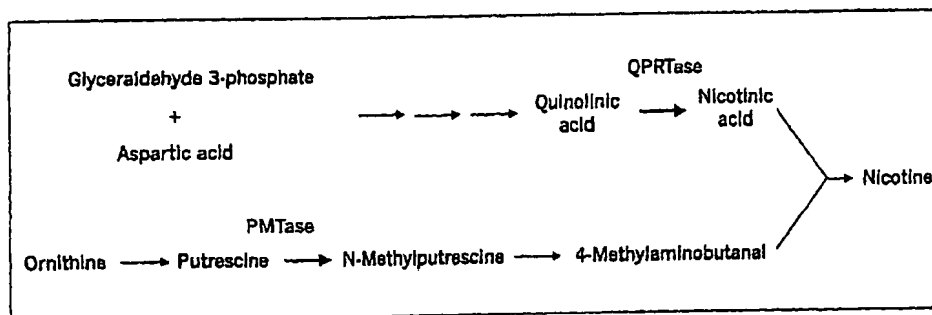 Glyceraldehyde 3-phosphate
+
Aspartic acid
QPRTase
Quinolinic
acid
Nicotinic
acid
Nicotine
PMTase
Ornithine
Putrescine
N-Methylputrescine
4-Methylaminobutanal